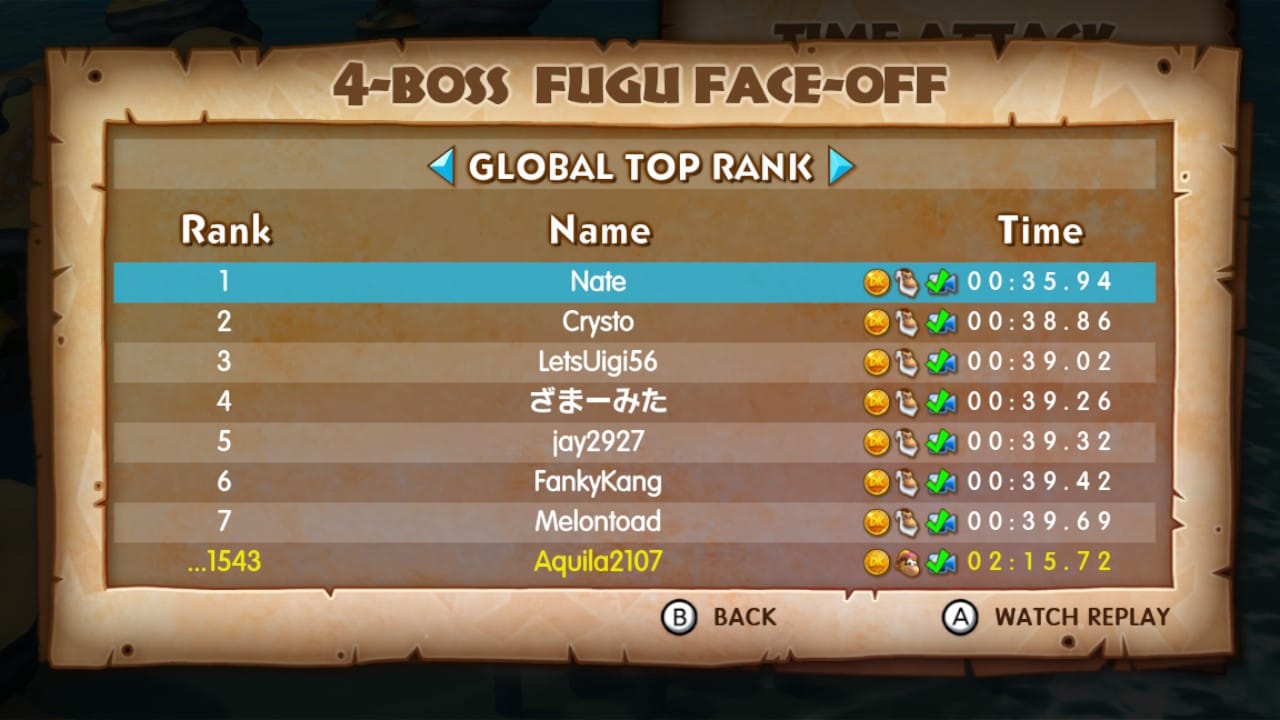 TIME ATTACK
4-BOSS FUGU FACE-OFF
GLOBAL TOP RANK
Rank Name Time
1 Nate 00:35.94
2 Crysto 00:38.86
3 LetsUigi56 00:39.02
4 ざまーみた 00:39.26
5 jay2927 00:39.32
6 FankyKang 00:39.42
7 Melontoad 00:39.69
...1543 Aquila2107 02:15.72
B BACK A WATCH REPLAY